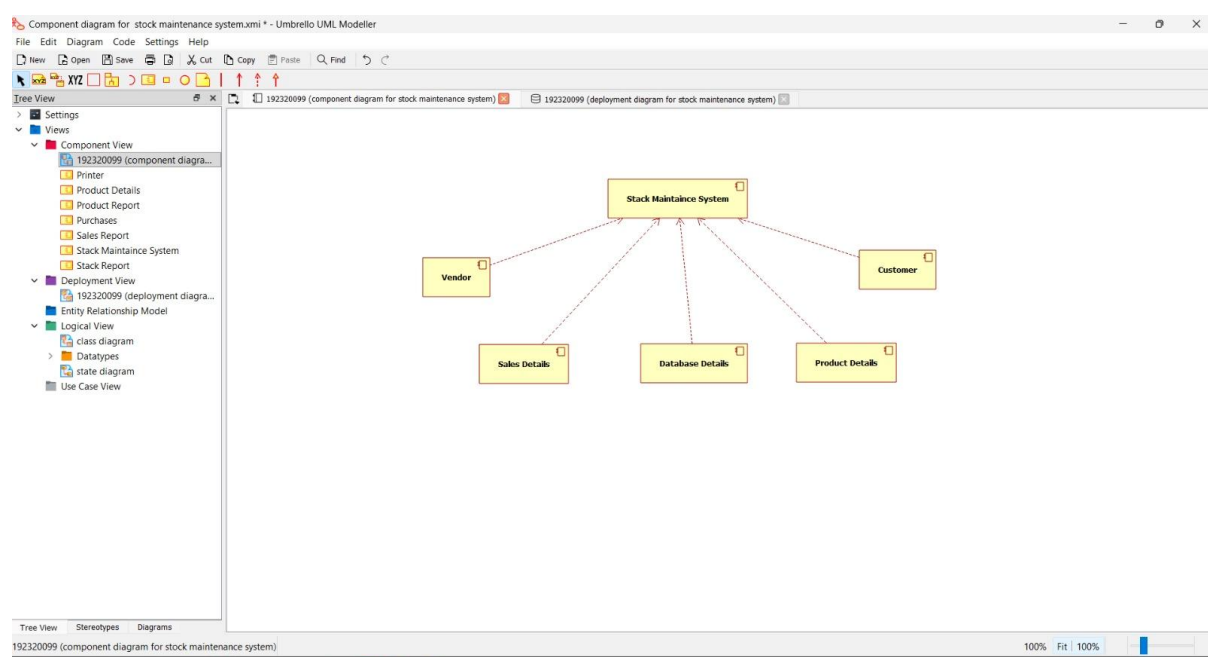 Component diagram for stock maintenance system.xmi * - Umbrello UML Modeller
File Edit Diagram Code Settings Help
New Open Save Cut Copy Paste Find
XYZ XYZ
Tree View
192320099 (component diagram for stock maintenance system) 192320099 (deployment diagram for stock maintenance system)
Settings
Views
Component View
192320099 (component diagra...
Printer
Product Details
Product Report
Purchases
Sales Report
Stack Maintaince System
Stack Report
Deployment View
192320099 (deployment diagra...
Entity Relationship Model
Logical View
class diagram
Datatypes
state diagram
Use Case View
Stack Maintaince System
Vendor
Customer
Sales Details
Database Details
Product Details
Tree View Stereotypes Diagrams
192320099 (component diagram for stock maintenance system)
100% Fit 100%